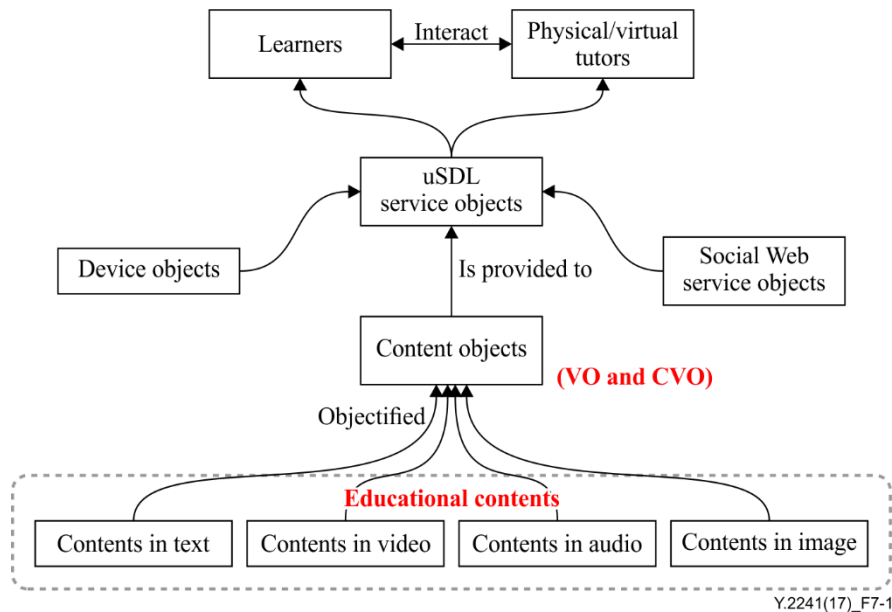 Learners
Interact
Physical/virtual
tutors
uSDL
service objects
Device objects
Social Web
service objects
Is provided to
Content objects
(VO and CVO)
Objectified
Educational contents
Contents in text
Contents in video
Contents in audio
Contents in image
Y.2241(17)_F7-1